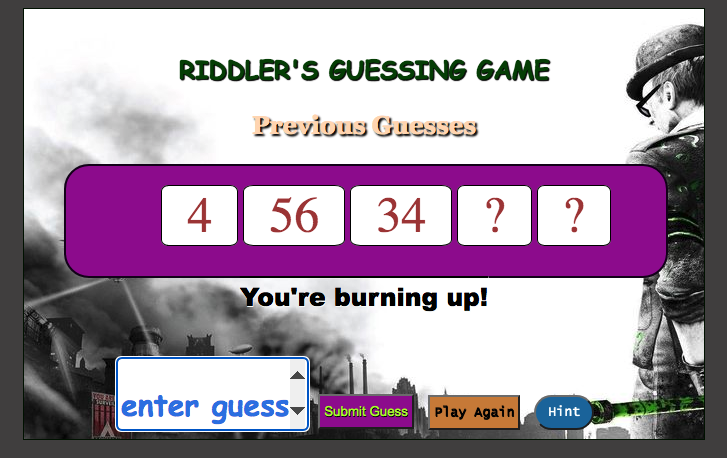 RIDDLER'S GUESSING GAME
Previous Guesses
4 56 34 ? ?
You're burning up!
enter guess Submit Guess Play Again Hint